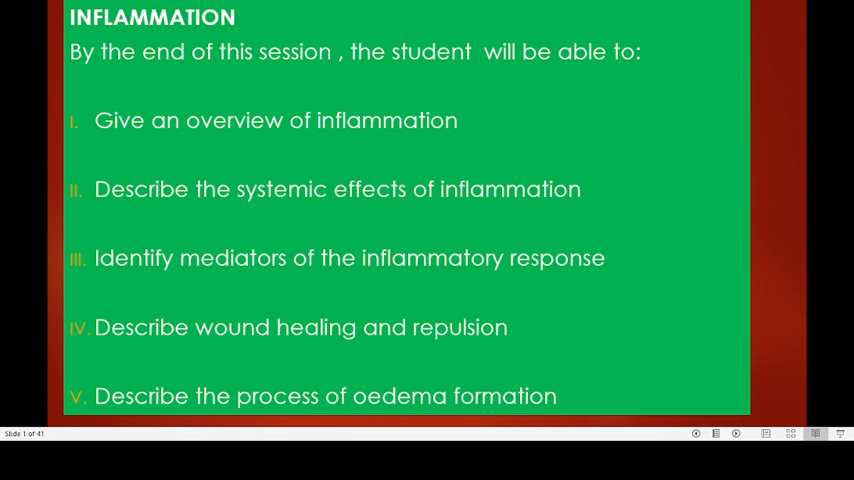 INFLAMMATION
By the end of this session , the student will be able to:
I. Give an overview of inflammation
II. Describe the systemic effects of inflammation
III. Identify mediators of the inflammatory response
IV. Describe wound healing and repulsion
V. Describe the process of oedema formation
Slide 1 of 41